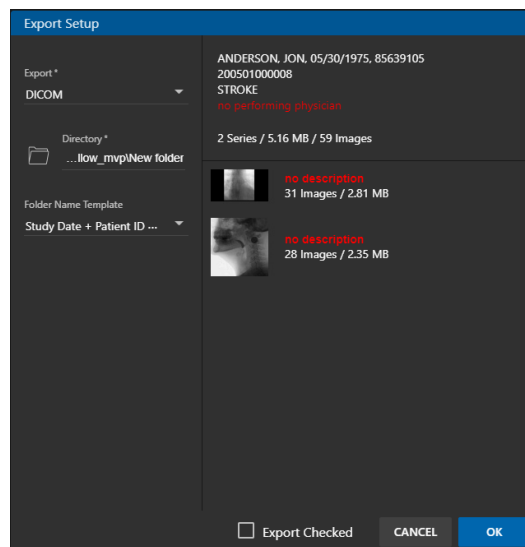 Export Setup
Export *
DICOM
Directory *
...llow_mvp\New folder
Folder Name Template
Study Date + Patient ID ...
ANDERSON, JON, 05/30/1975, 85639105
200501000008
STROKE
no performing physician
2 Series / 5.16 MB / 59 Images
no description
31 Images / 2.81 MB
no description
28 Images / 2.35 MB
Export Checked
CANCEL
OK